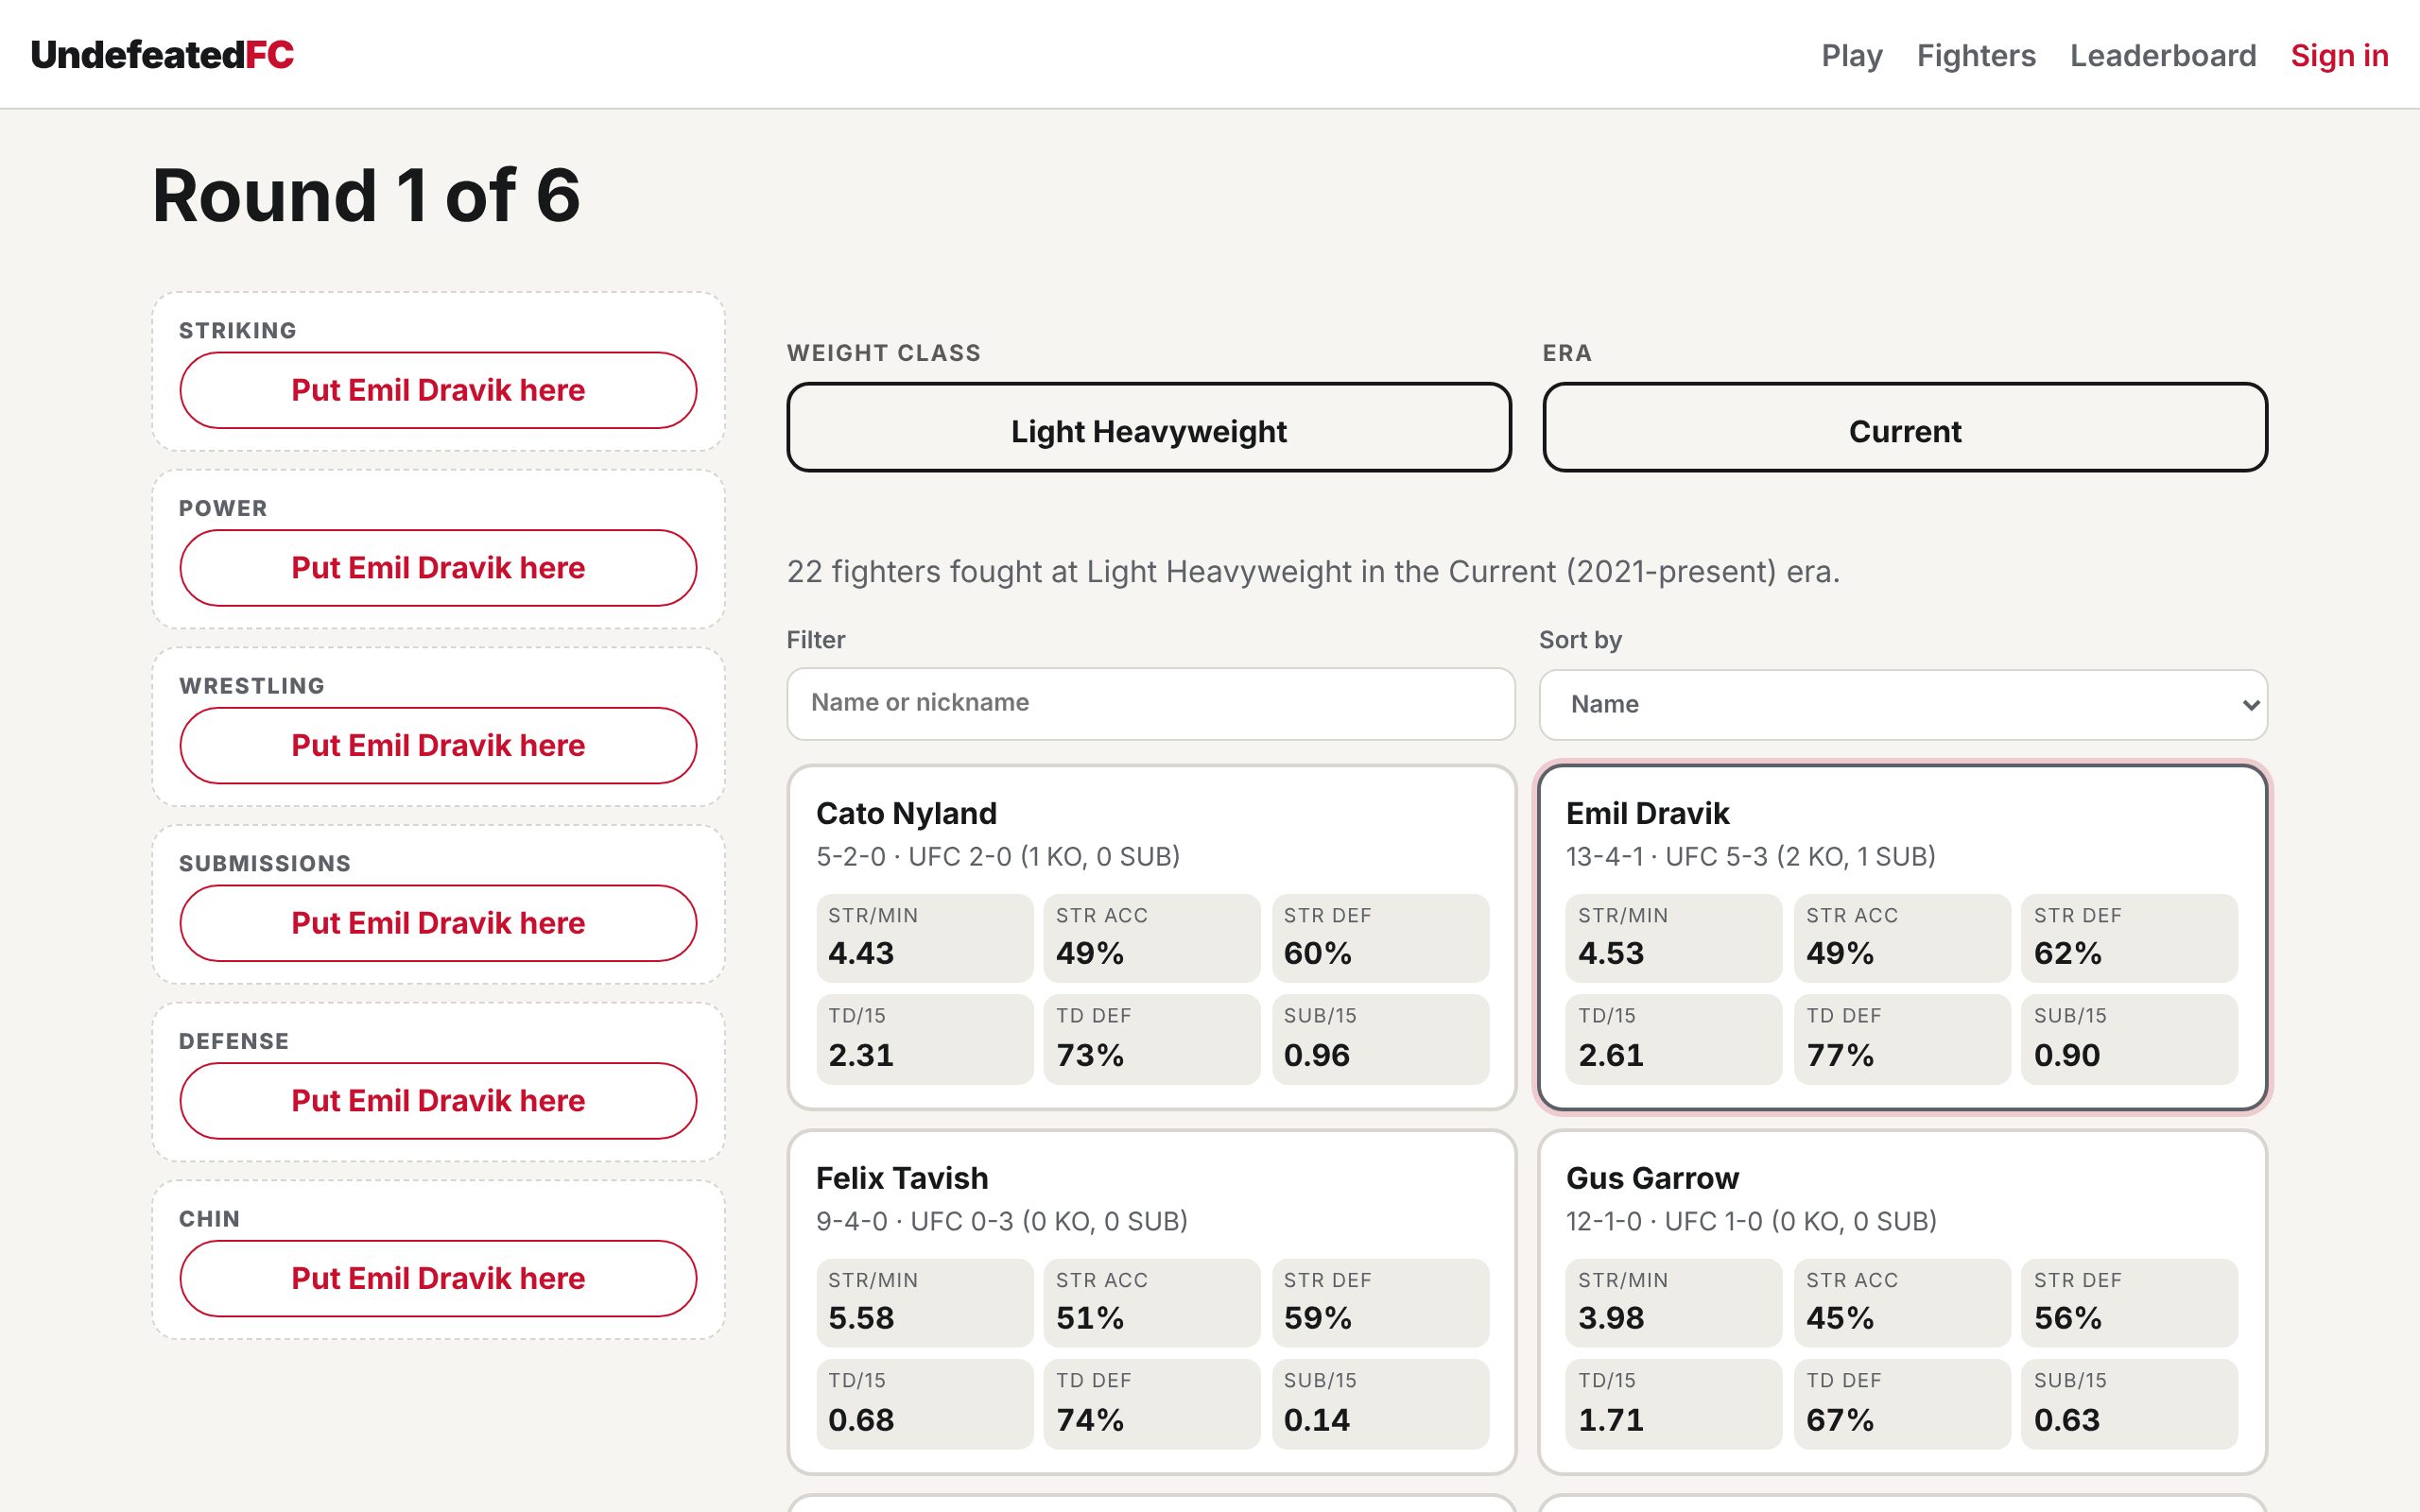 UndefeatedFC
Play Fighters Leaderboard Sign in
Round 1 of 6
STRIKING
Put Emil Dravik here
POWER
Put Emil Dravik here
WRESTLING
Put Emil Dravik here
SUBMISSIONS
Put Emil Dravik here
DEFENSE
Put Emil Dravik here
CHIN
Put Emil Dravik here
WEIGHT CLASS
Light Heavyweight
ERA
Current
22 fighters fought at Light Heavyweight in the Current (2021-present) era.
Filter
Name or nickname
Sort by
Name
Cato Nyland
5-2-0 · UFC 2-0 (1 KO, 0 SUB)
STR/MIN STR ACC STR DEF
4.43 49% 60%
TD/15 TD DEF SUB/15
2.31 73% 0.96
Emil Dravik
13-4-1 · UFC 5-3 (2 KO, 1 SUB)
STR/MIN STR ACC STR DEF
4.53 49% 62%
TD/15 TD DEF SUB/15
2.61 77% 0.90
Felix Tavish
9-4-0 · UFC 0-3 (0 KO, 0 SUB)
STR/MIN STR ACC STR DEF
5.58 51% 59%
TD/15 TD DEF SUB/15
0.68 74% 0.14
Gus Garrow
12-1-0 · UFC 1-0 (0 KO, 0 SUB)
STR/MIN STR ACC STR DEF
3.98 45% 56%
TD/15 TD DEF SUB/15
1.71 67% 0.63